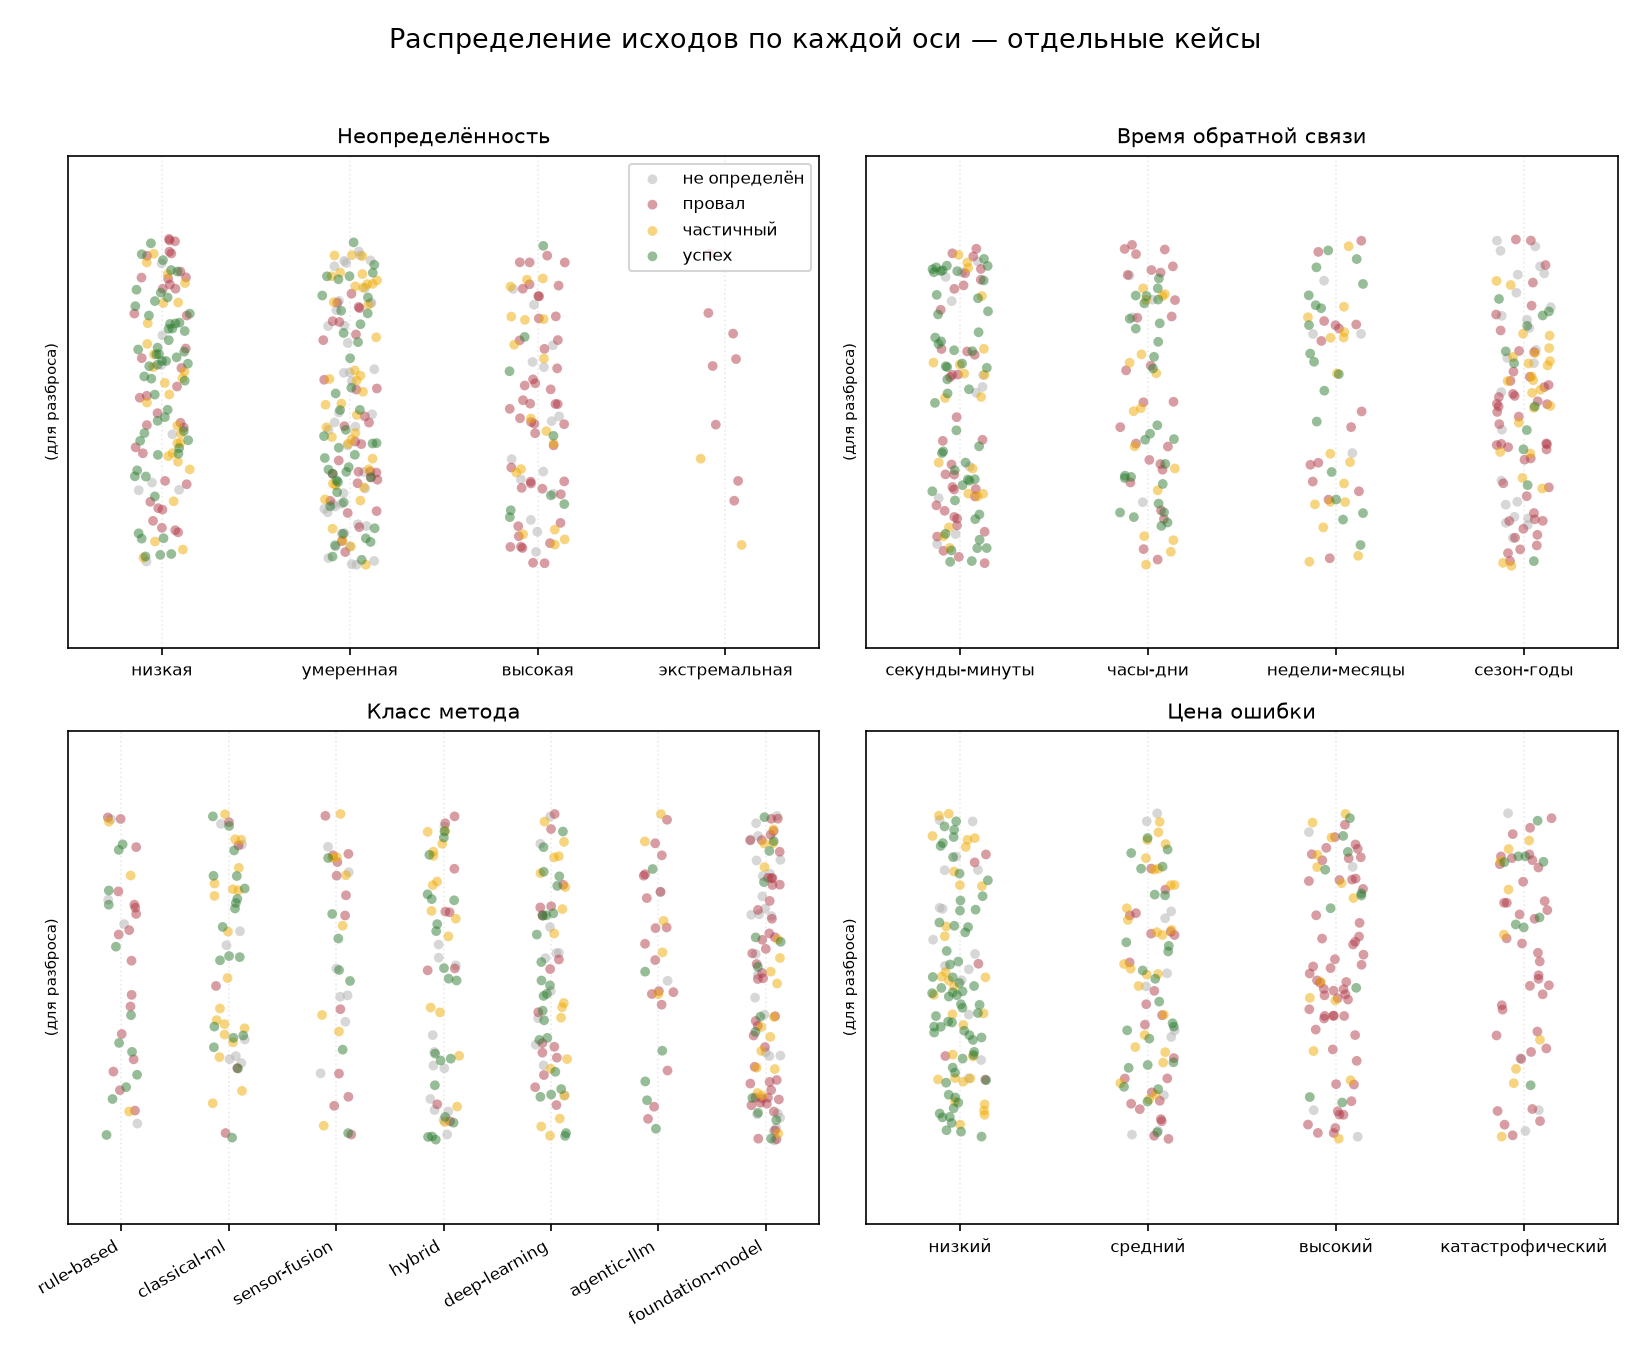 Распределение исходов по каждой оси — отдельные кейсы
Неопределённость
не определён
провал
частичный
успех
(для разброса)
низкая
умеренная
высокая
экстремальная
Время обратной связи
(для разброса)
секунды-минуты
часы-дни
недели-месяцы
сезон-годы
Класс метода
(для разброса)
rule-based
classical-ml
sensor-fusion
hybrid
deep-learning
agentic-llm
foundation-model
Цена ошибки
(для разброса)
низкий
средний
высокий
катастрофический